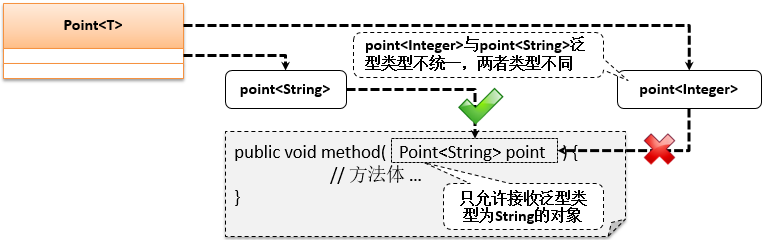 Point<T>
point<Integer>与point<String>泛
型类型不统一，两者类型不同
point<String>
point<Integer>
public void method( Point<String> point ) {
// 方法体 ...
}
只允许接收泛型类
型为String的对象